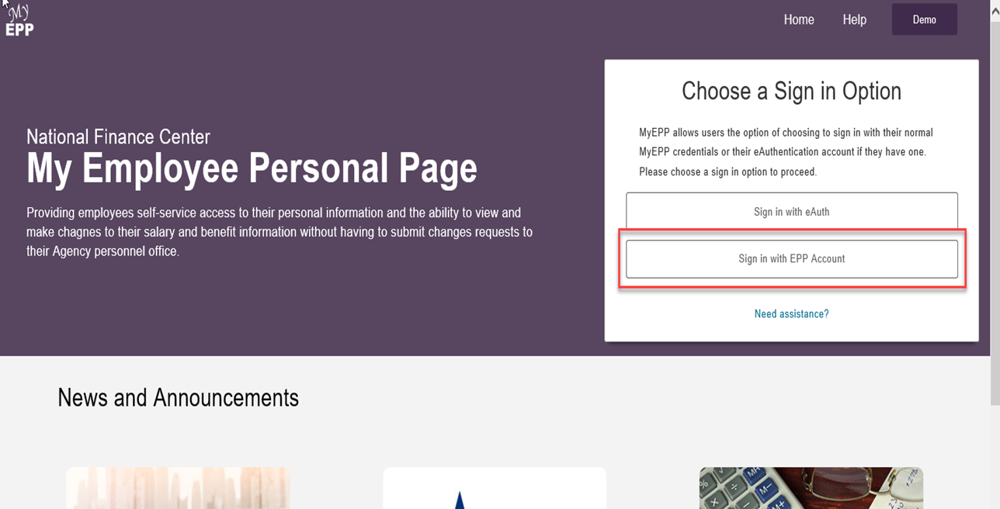 My
EPP
Home
Help
Demo
Choose a Sign in Option
MyEPP allows users the option of choosing to sign in with their normal
MyEPP credentials or their eAuthentication account if they have one.
Please choose a sign in option to proceed.
Sign in with eAuth
Sign in with EPP Account
Need assistance?
National Finance Center
My Employee Personal Page
Providing employees self-service access to their personal information and the ability to view and
make chagnes to their salary and benefit information without having to submit changes requests to
their Agency personnel office.
News and Announcements
%
√
÷
MR
×
−
M−
M+